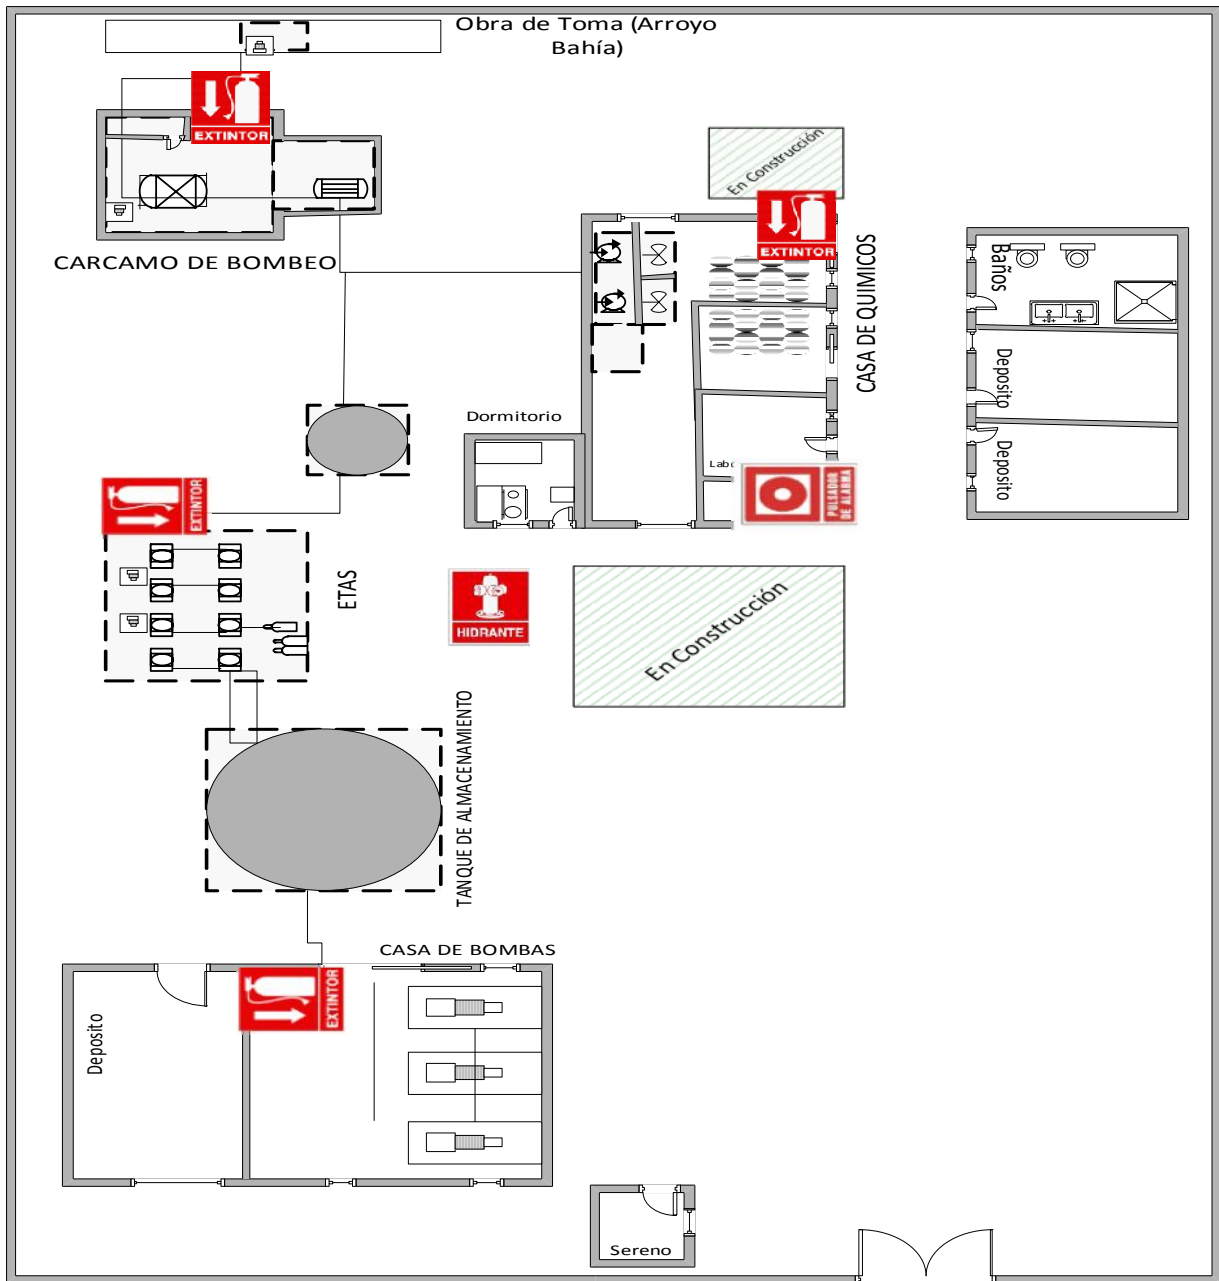 Obra de Toma (Arroyo
Bahía)
EXTINTOR
CARCAMO DE BOMBEO
En Construcción
EXTINTOR
CASA DE QUIMICOS
Baños
Deposito
Deposito
Dormitorio
PULSADOR
DE ALARMA
EXTINTOR
ETAS
HIDRANTE
En Construcción
TANQUE DE ALMACENAMIENTO
CASA DE BOMBAS
EXTINTOR
Deposito
Sereno